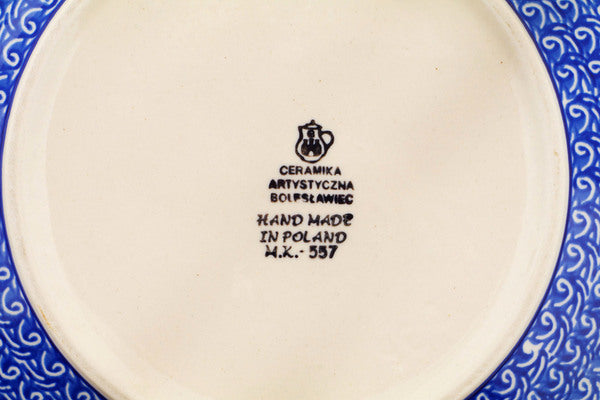 CERAMIKA
ARTYSTYCZNA
BOLESŁAWIEC
HAND MADE
IN POLAND
M.K.- 557